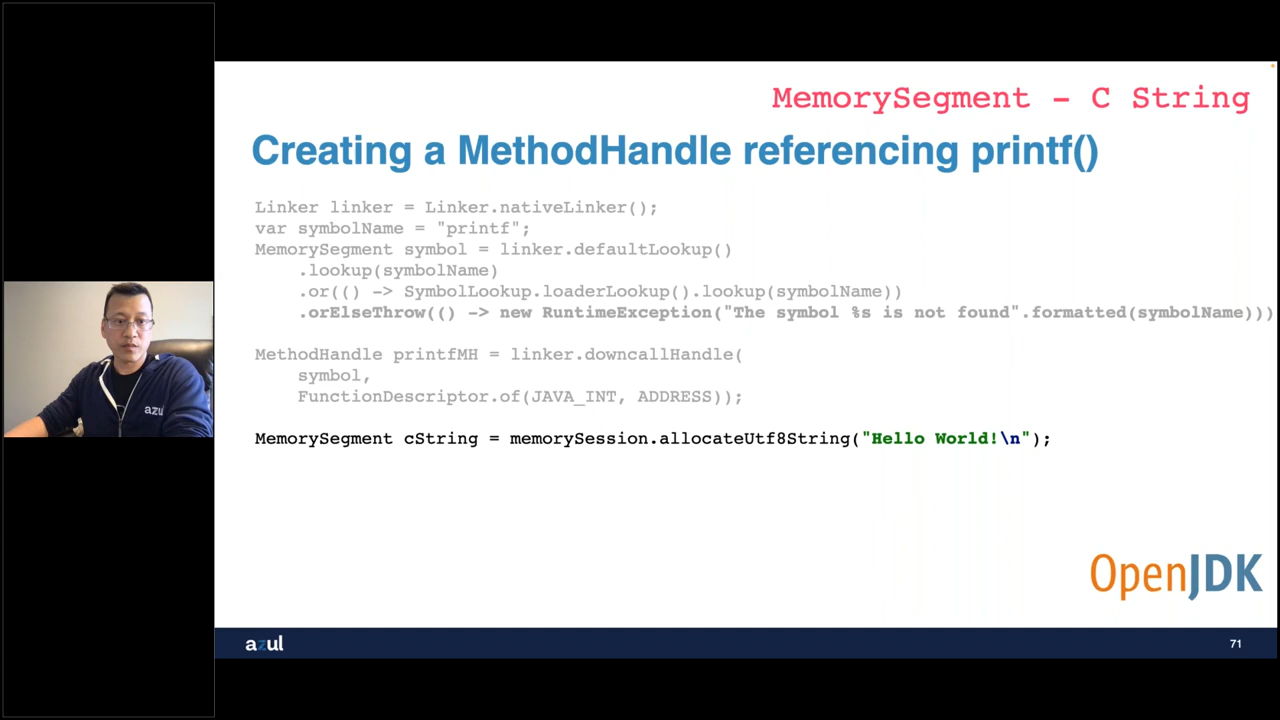 MemorySegment - C String
Creating a MethodHandle referencing printf()
Linker linker = Linker.nativeLinker();
var symbolName = "printf";
MemorySegment symbol = linker.defaultLookup()
    .lookup(symbolName)
    .or(() -> SymbolLookup.loaderLookup().lookup(symbolName))
    .orElseThrow(() -> new RuntimeException("The symbol %s is not found".formatted(symbolName)))
MethodHandle printfMH = linker.downcallHandle(
    symbol,
    FunctionDescriptor.of(JAVA_INT, ADDRESS));
MemorySegment cString = memorySession.allocateUtf8String("Hello World!\n");
azul
OpenJDK
azul
71